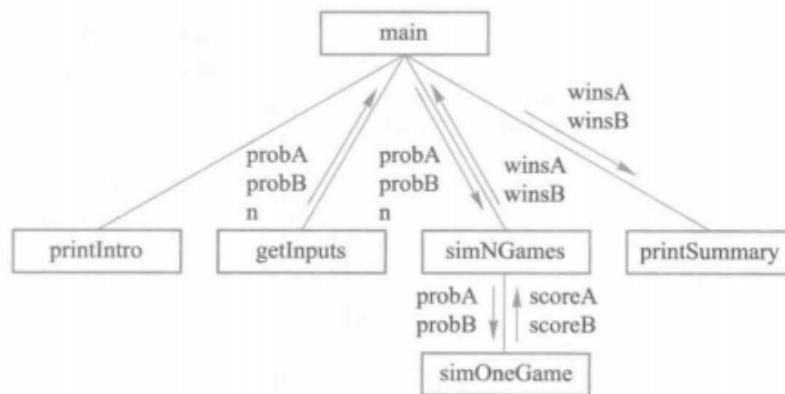 main
winsA
winsB
probA
probB
n
probA
probB
n
winsA
winsB
printIntro
getInputs
simNGames
printSummary
probA
probB
scoreA
scoreB
simOneGame